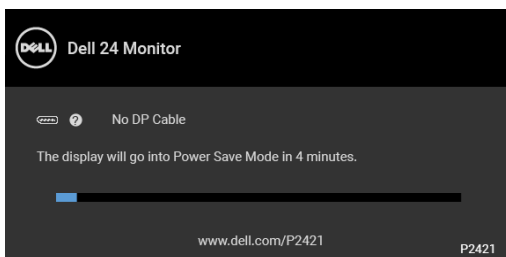 DELL
Dell 24 Monitor
No DP Cable
The display will go into Power Save Mode in 4 minutes.
www.dell.com/P2421
P2421